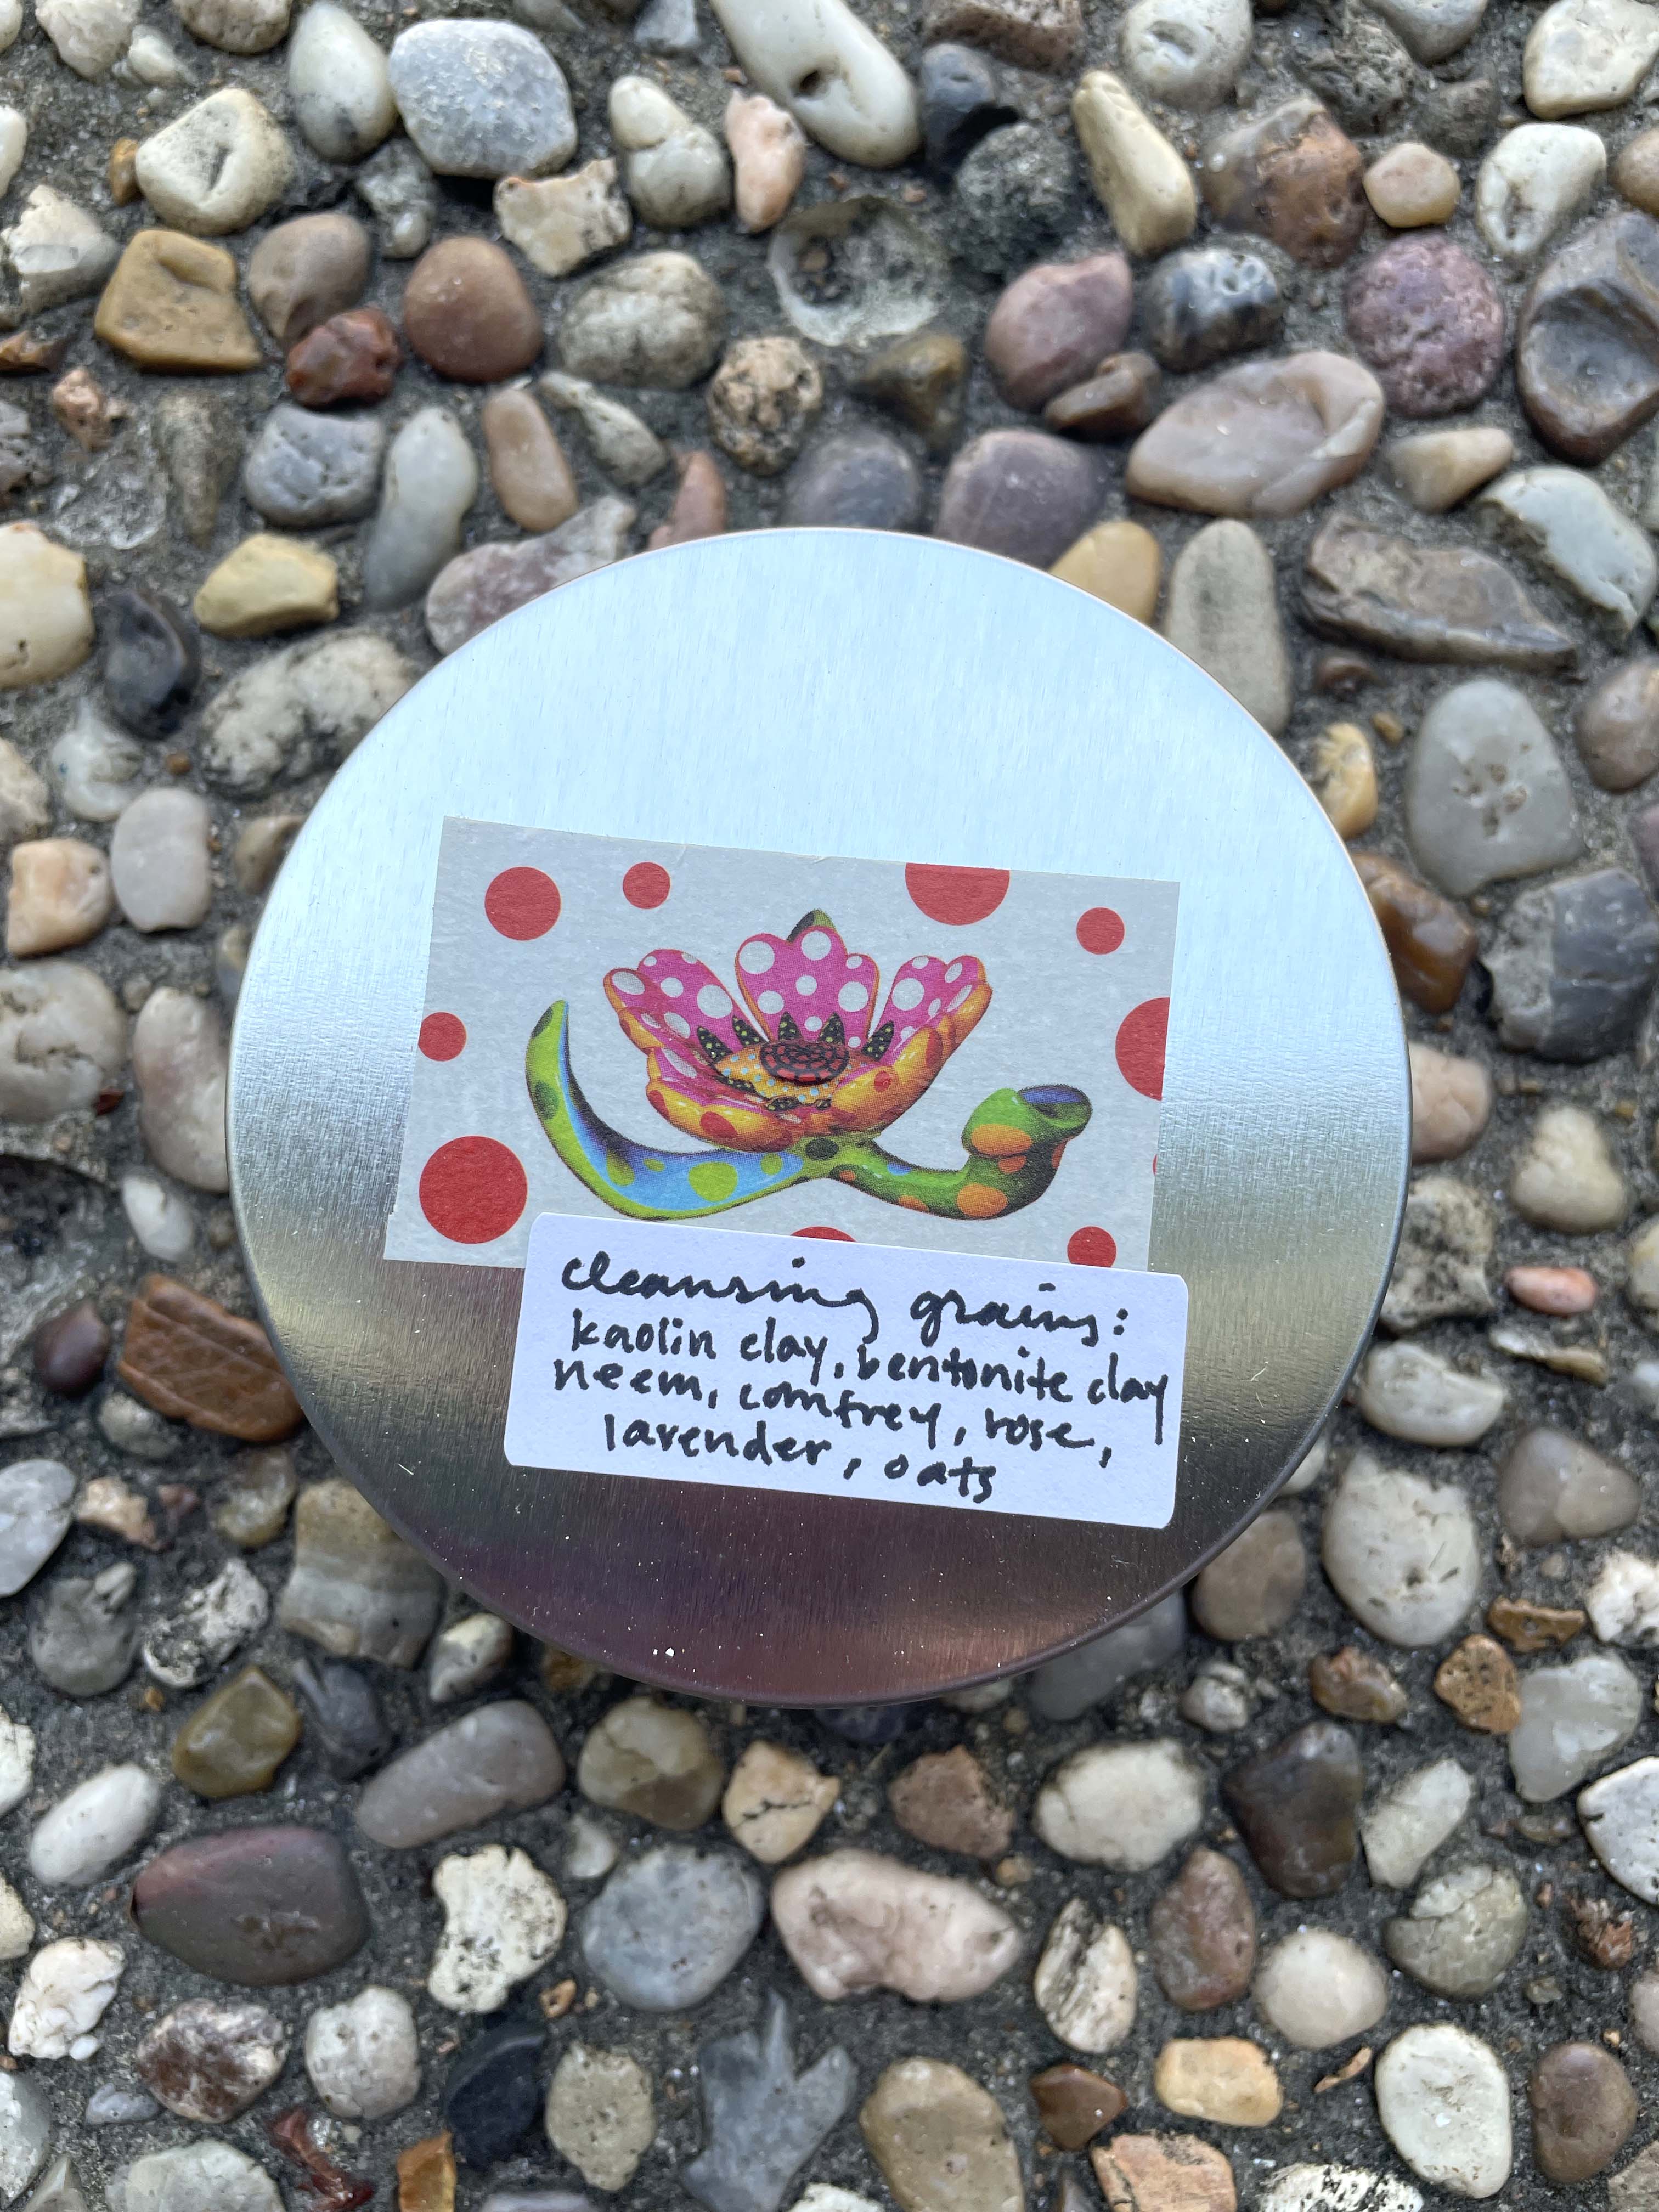 cleansing grains:
kaolin clay, bentonite clay
neem, comfrey, rose,
lavender, oats